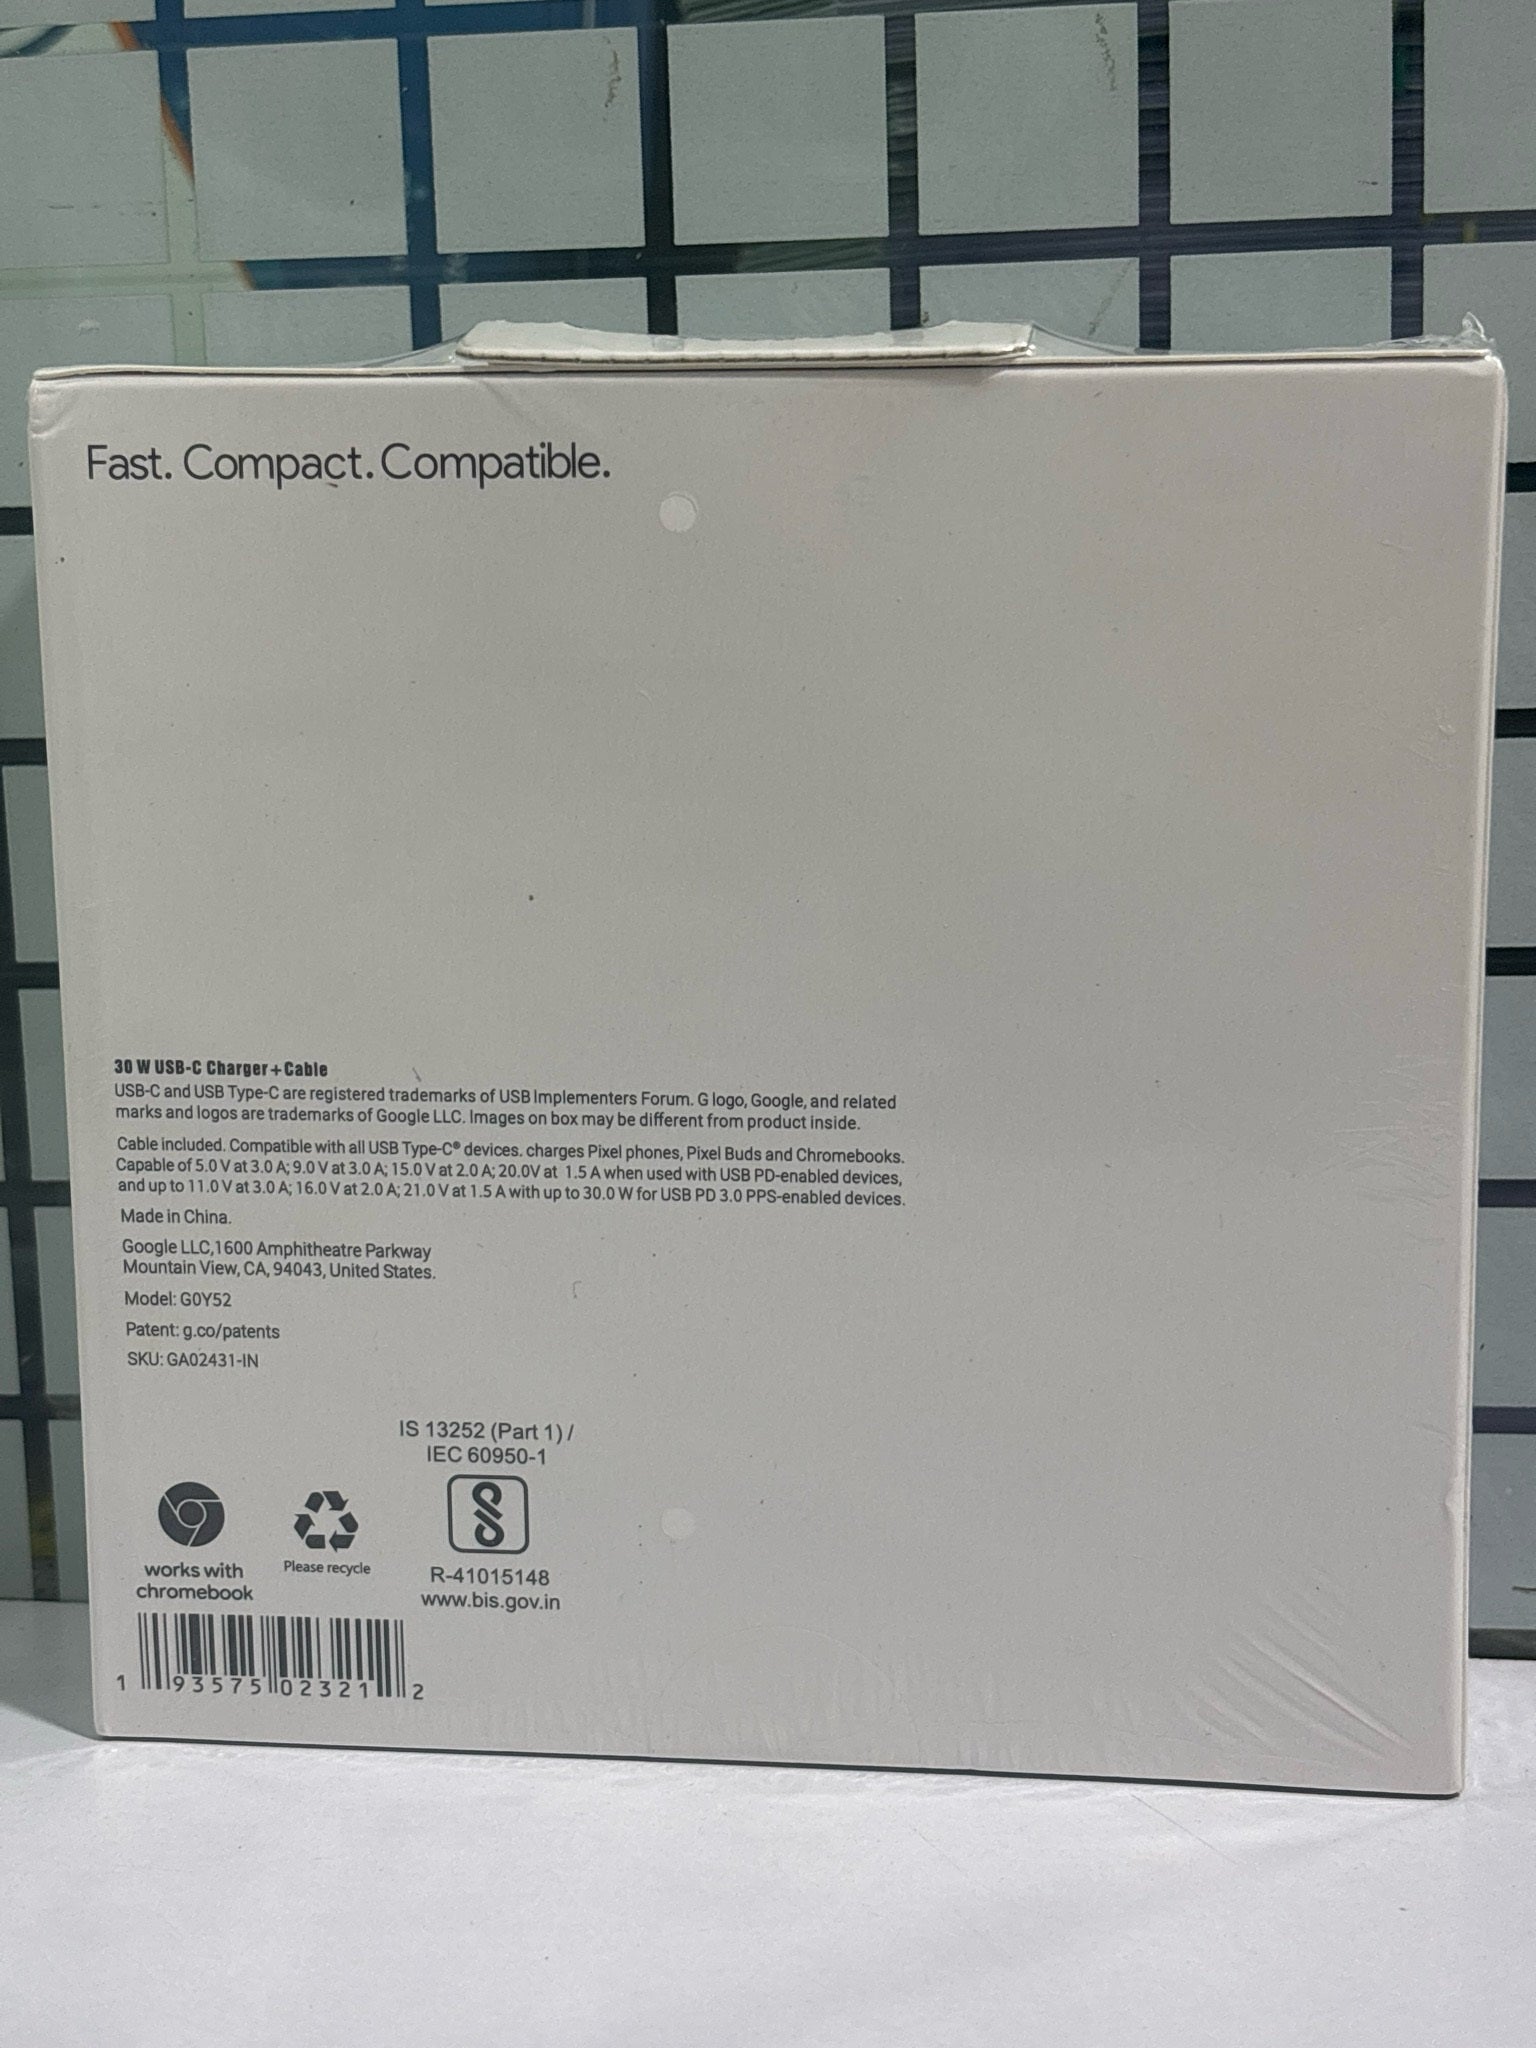 Fast. Compact. Compatible.
30 W USB-C Charger+Cable
USB-C and USB Type-C are registered trademarks of USB Implementers Forum. G logo, Google, and related
marks and logos are trademarks of Google LLC. Images on box may be different from product inside.
Cable included. Compatible with all USB Type-C® devices. charges Pixel phones, Pixel Buds and Chromebooks.
Capable of 5.0 V at 3.0 A; 9.0 V at 3.0 A; 15.0 V at 2.0 A; 20.0V at 1.5 A when used with USB PD-enabled devices,
and up to 11.0 V at 3.0 A; 16.0 V at 2.0 A; 21.0 V at 1.5 A with up to 30.0 W for USB PD 3.0 PPS-enabled devices.
Made in China.
Google LLC,1600 Amphitheatre Parkway
Mountain View, CA, 94043, United States.
Model: G0Y52
Patent: g.co/patents
SKU: GA02431-IN
IS 13252 (Part 1) /
IEC 60950-1
works with
chromebook
Please recycle
R-41015148
www.bis.gov.in
1 93575 02321 2